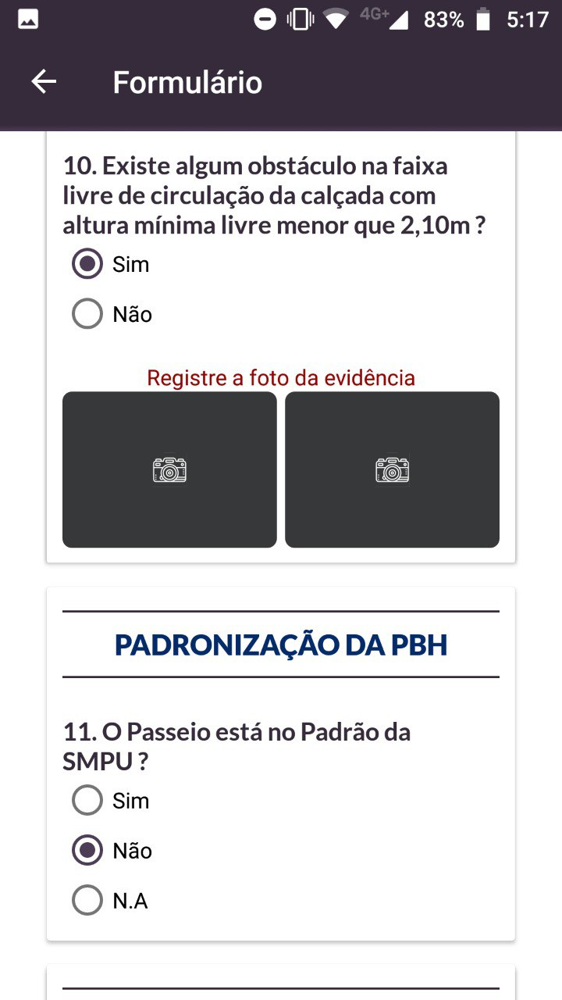 4G+ 83% 5:17
Formulário
10. Existe algum obstáculo na faixa
livre de circulação da calçada com
altura mínima livre menor que 2,10m ?
Sim
Não
Registre a foto da evidência
PADRONIZAÇÃO DA PBH
11. O Passeio está no Padrão da
SMPU ?
Sim
Não
N.A